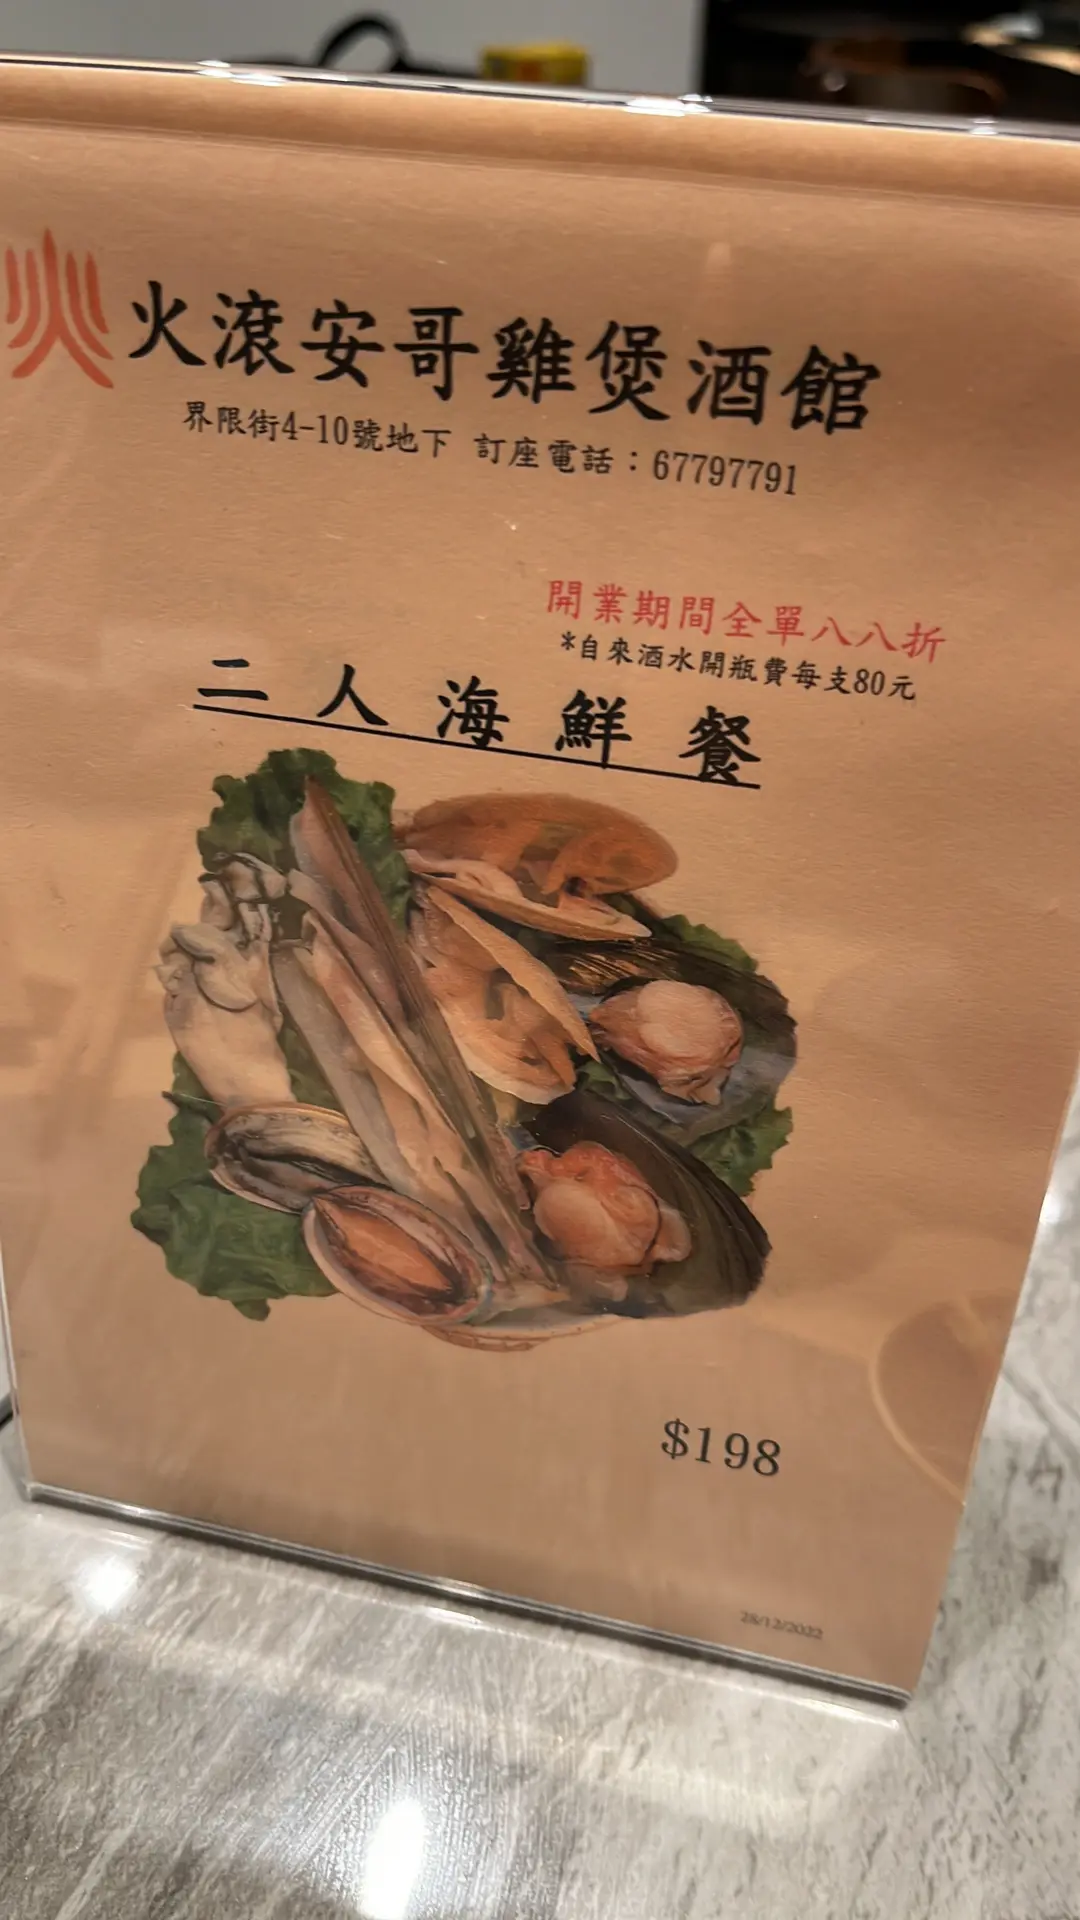 火滾安哥雞煲酒館
界限街4-10號地下 訂座電話：67797791
開業期間全單八八折
*自來酒水開瓶費每支80元
二人海鮮餐
$198
28/12/2022